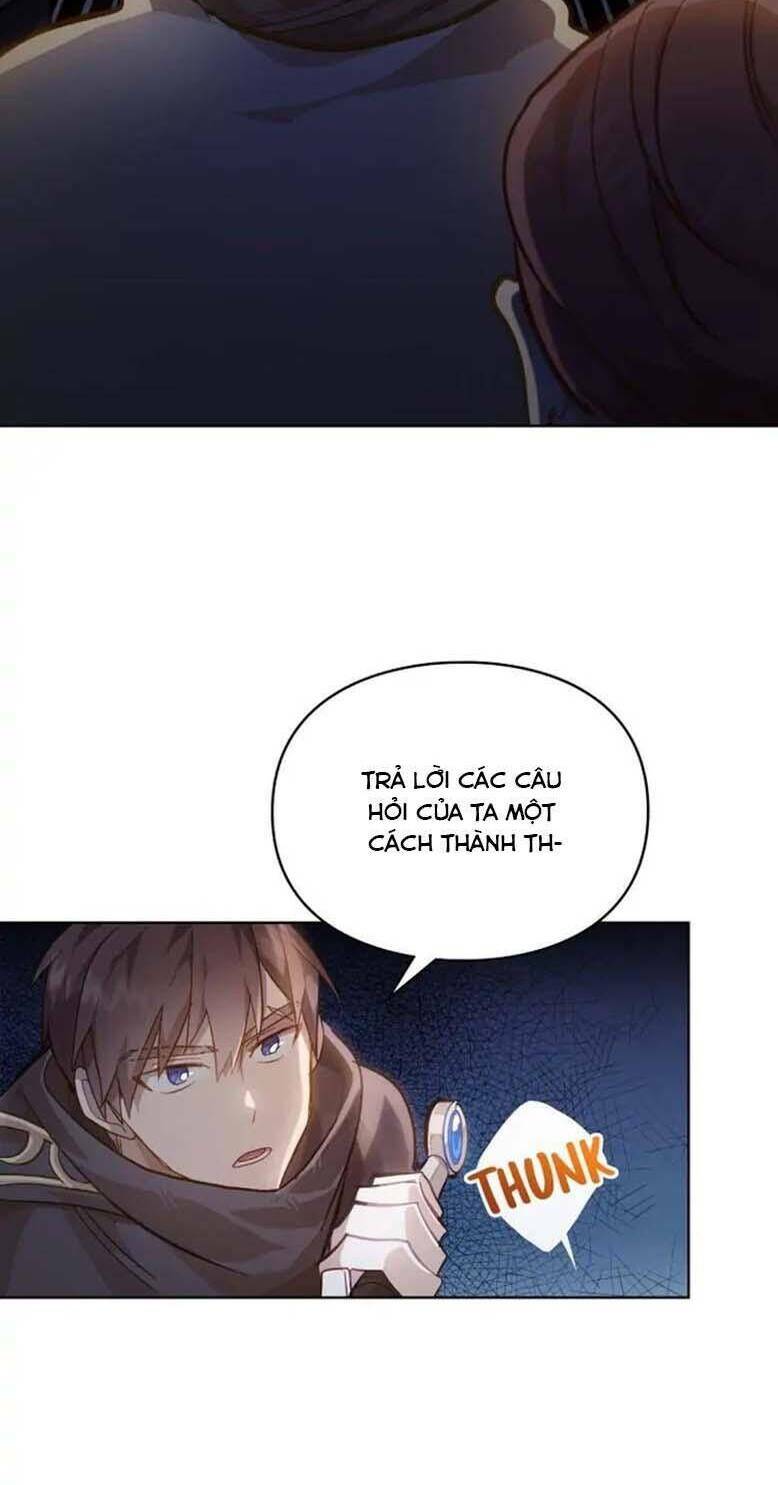 TRẢ LỜI CÁC CÂU
HỎI CỦA TA MỘT
CÁCH THÀNH TH-
THUNK